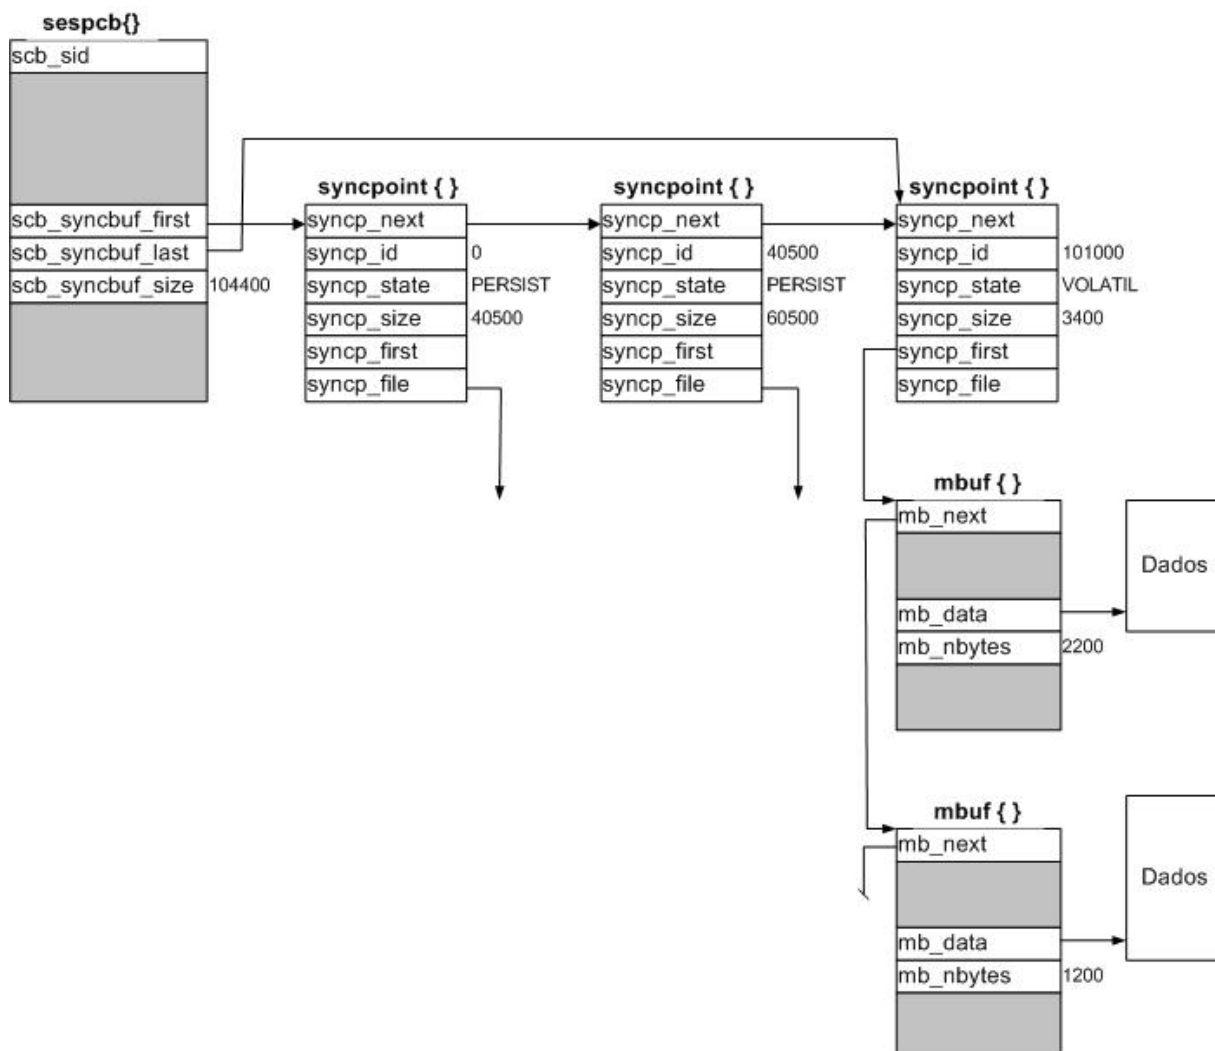 sespcb{}
scb_sid
scb_syncbuf_first
scb_syncbuf_last
scb_syncbuf_size 104400
syncpoint { }
syncp_next
syncp_id 0
syncp_state PERSIST
syncp_size 40500
syncp_first
syncp_file
syncpoint { }
syncp_next
syncp_id 40500
syncp_state PERSIST
syncp_size 60500
syncp_first
syncp_file
syncpoint { }
syncp_next
syncp_id 101000
syncp_state VOLATIL
syncp_size 3400
syncp_first
syncp_file
mbuf { }
mb_next
mb_data
mb_nbytes 2200
Dados
mbuf { }
mb_next
mb_data
mb_nbytes 1200
Dados